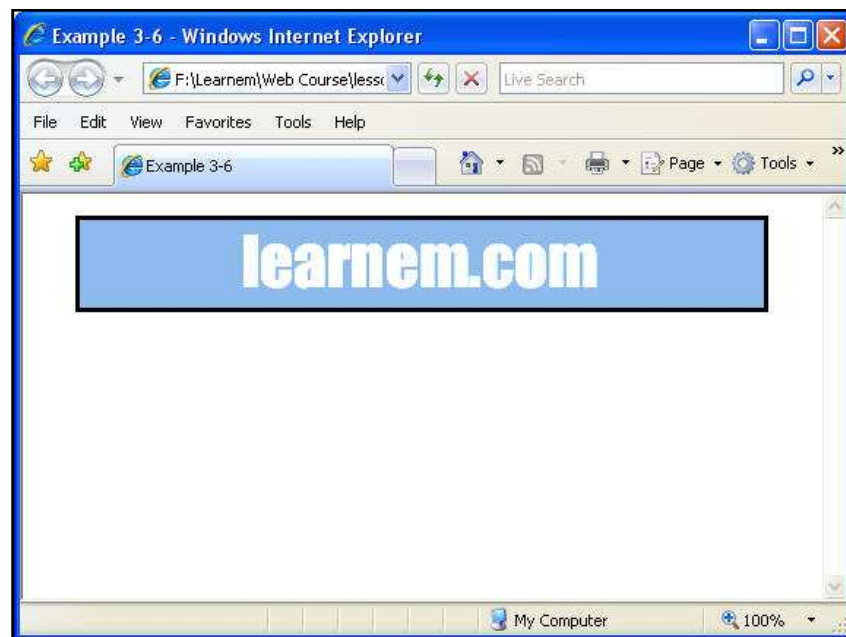 Example 3-6 - Windows Internet Explorer
F:\Learnem\Web Course\less
Live Search
File Edit View Favorites Tools Help
Example 3-6
Page Tools »
learnem.com
My Computer 100%